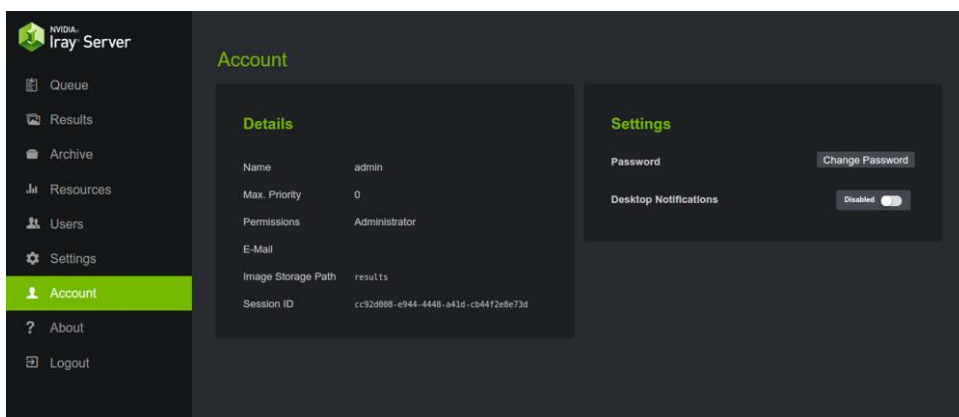 NVIDIA.
Iray Server
Queue
Results
Archive
Resources
Users
Settings
Account
About
Logout
Account
Details
Name admin
Max. Priority 0
Permissions Administrator
E-Mail
Image Storage Path results
Session ID cc92d008-e944-4448-a41d-cb44f2e8e73d
Settings
Password Change Password
Desktop Notifications Disabled